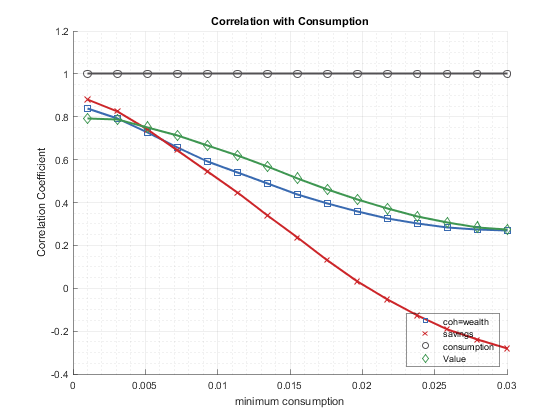 Correlation with Consumption
1.2
1
0.8
0.6
0.4
0.2
0
-0.2
-0.4
Correlation Coefficient
0
0.005
0.01
0.015
0.02
0.025
0.03
minimum consumption
coh=wealth
savings
consumption
Value